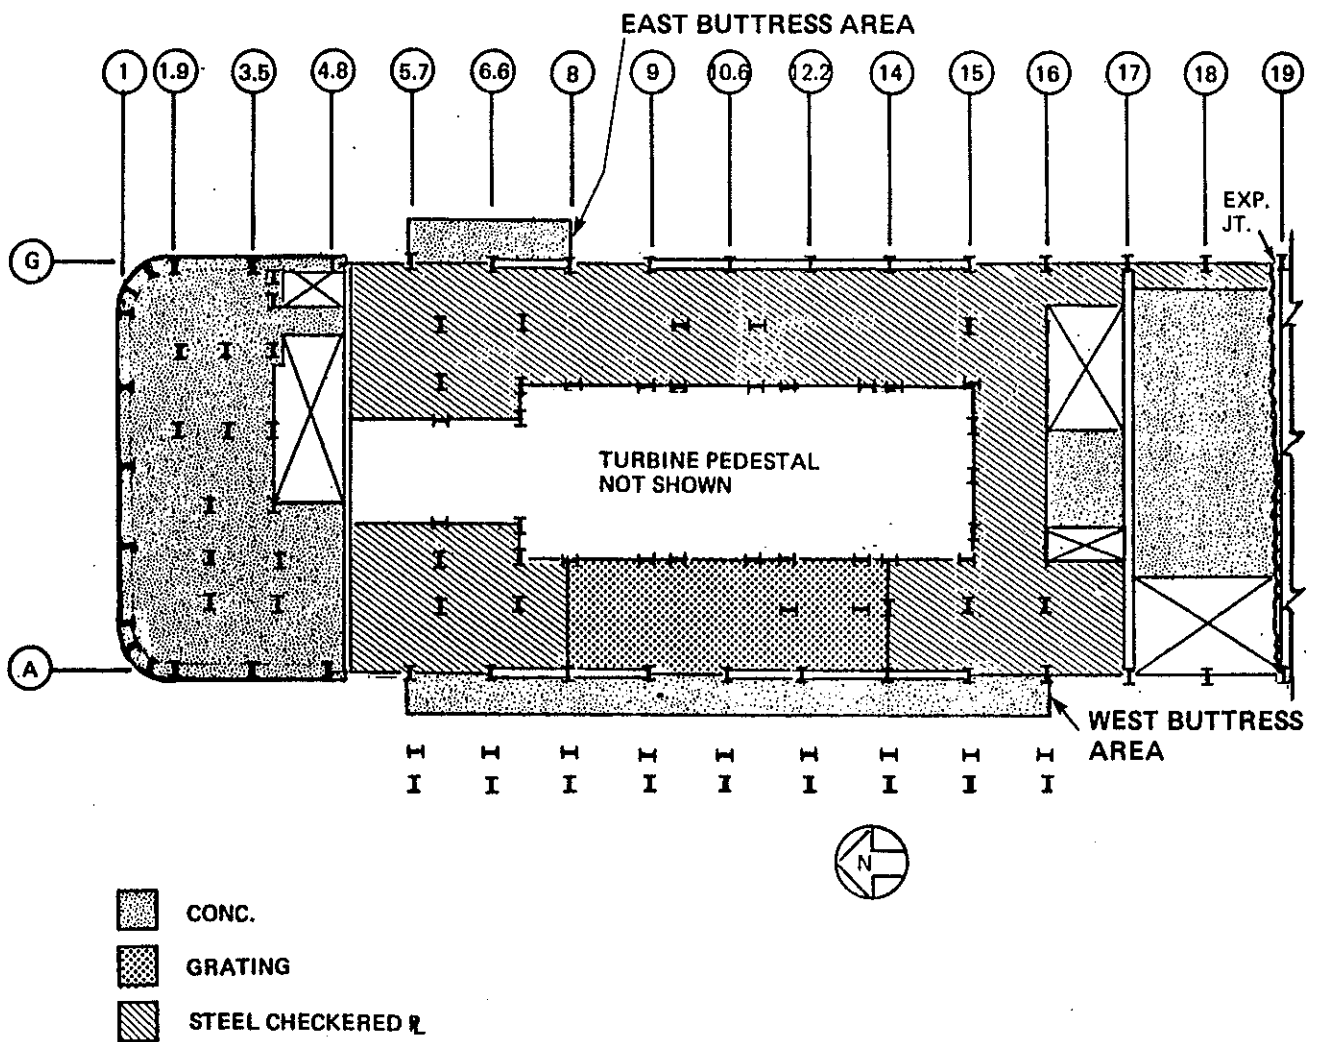 EAST BUTTRESS AREA
1 1.9 3.5 4.8 5.7 6.6 8 9 10.6 12.2 14 15 16 17 18 19
EXP.
JT.
G
TURBINE PEDESTAL
NOT SHOWN
A
WEST BUTTRESS
AREA
N
CONC.
GRATING
STEEL CHECKERED ⅊